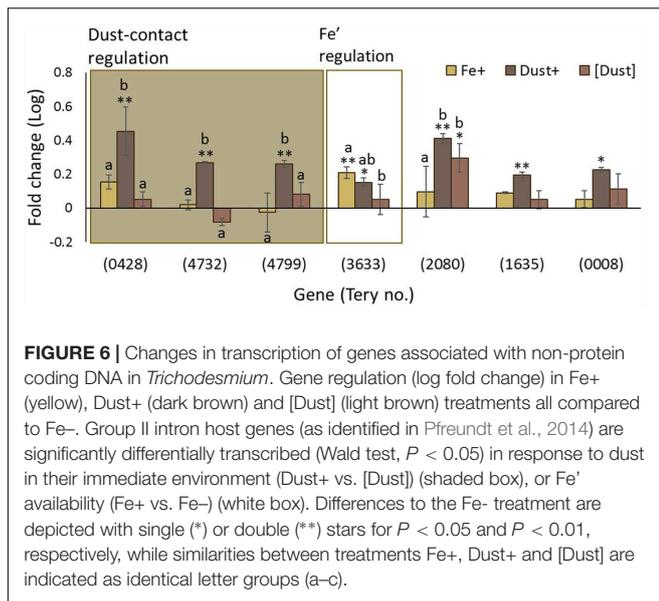 Dust-contact regulation
Fe' regulation
Fe+ Dust+ [Dust]
Fold change (Log)
0.8
0.6
0.4
0.2
0
-0.2
a b ** a
a b ** a
a b ** a
a ** ab * b
a b ** b *
**
*
(0428) (4732) (4799) (3633) (2080) (1635) (0008)
Gene (Tery no.)
FIGURE 6 | Changes in transcription of genes associated with non-protein
coding DNA in Trichodesmium. Gene regulation (log fold change) in Fe+
(yellow), Dust+ (dark brown) and [Dust] (light brown) treatments all compared
to Fe–. Group II intron host genes (as identified in Pfreundt et al., 2014) are
significantly differentially transcribed (Wald test, P < 0.05) in response to dust
in their immediate environment (Dust+ vs. [Dust]) (shaded box), or Fe'
availability (Fe+ vs. Fe–) (white box). Differences to the Fe- treatment are
depicted with single (*) or double (**) stars for P < 0.05 and P < 0.01,
respectively, while similarities between treatments Fe+, Dust+ and [Dust] are
indicated as identical letter groups (a–c).